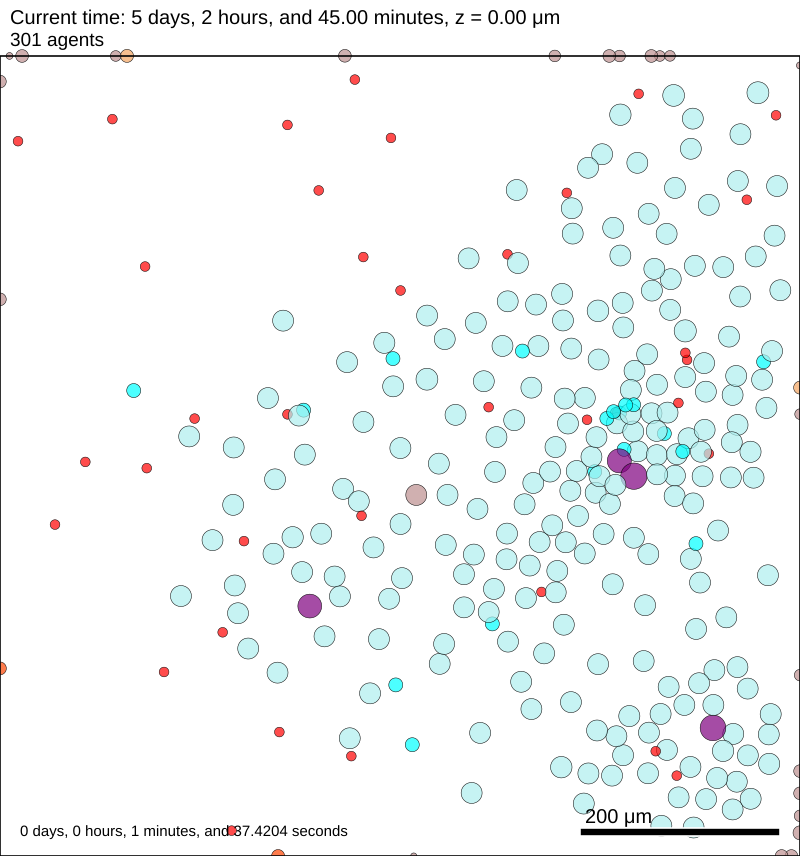 Current time: 5 days, 2 hours, and 45.00 minutes, z = 0.00 μm
301 agents
200 μm
0 days, 0 hours, 1 minutes, and 37.4204 seconds